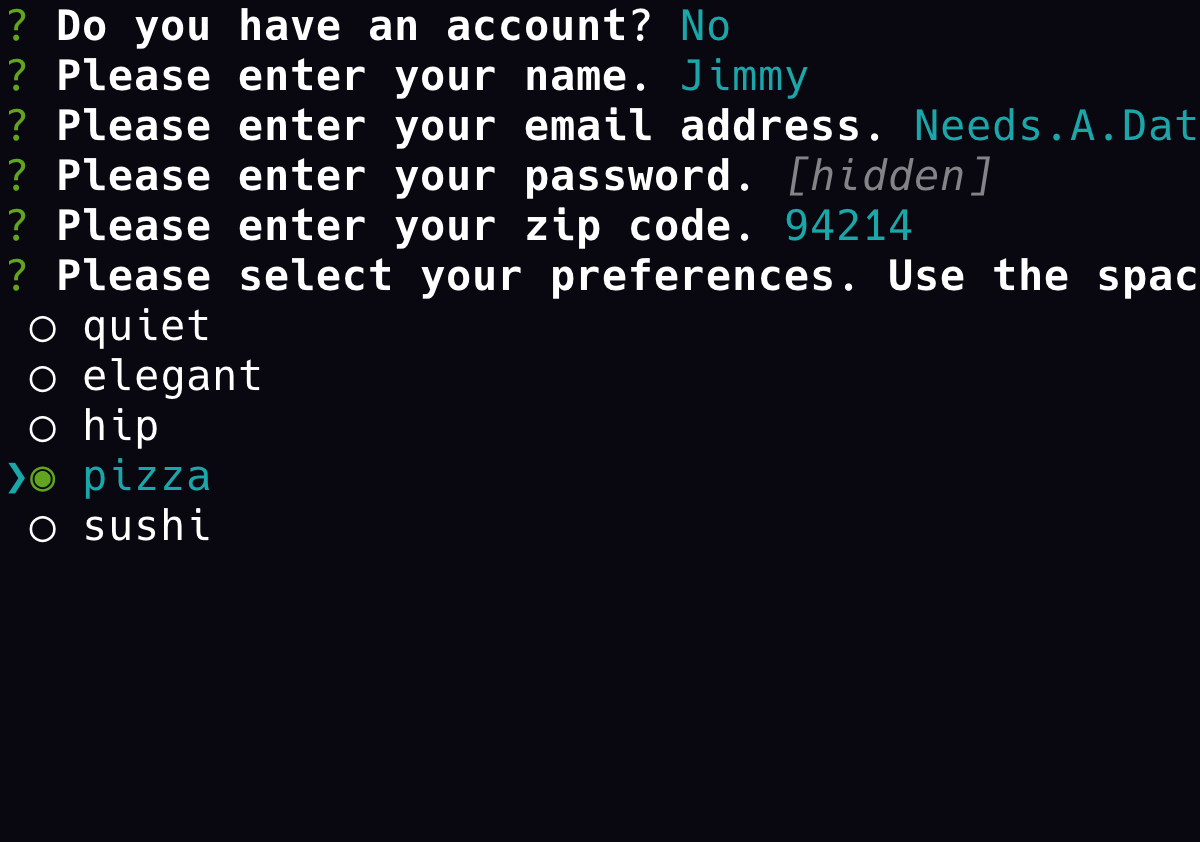 ? Do you have an account? No
? Please enter your name. Jimmy
? Please enter your email address. Needs.A.Dat
? Please enter your password. [hidden]
? Please enter your zip code. 94214
? Please select your preferences. Use the spac
◯ quiet
◯ elegant
◯ hip
❯◉ pizza
◯ sushi